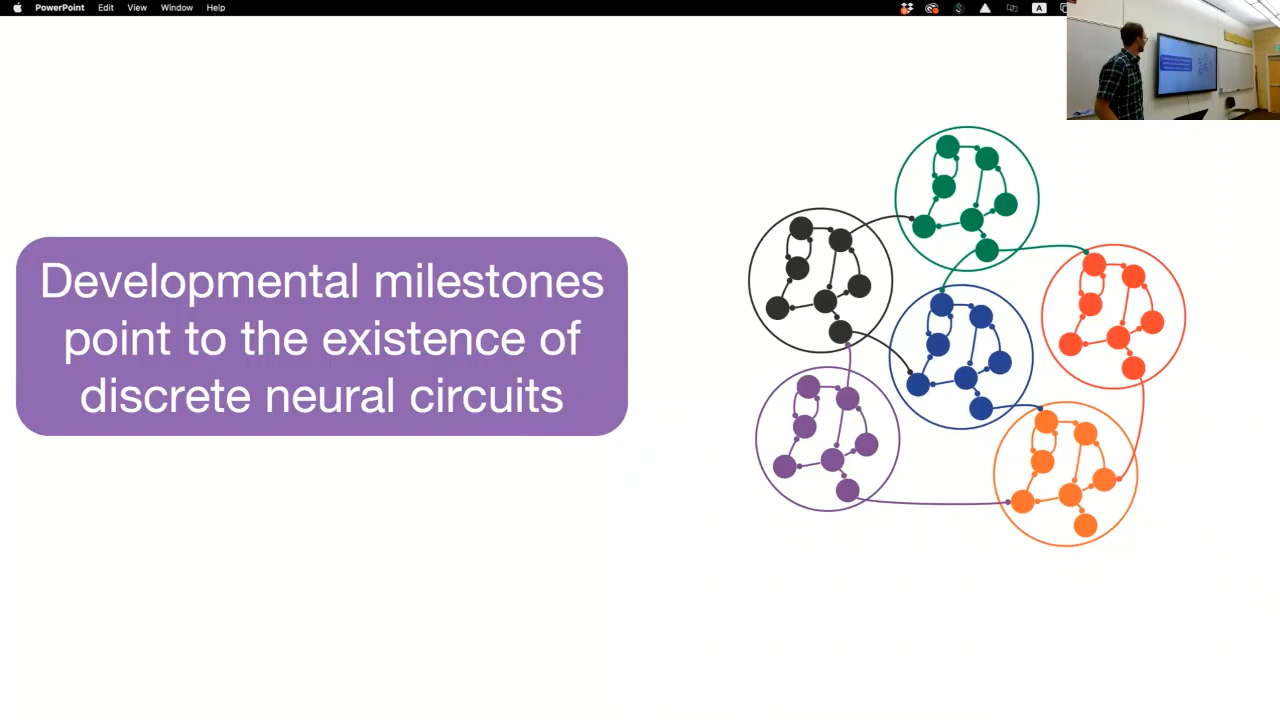 PowerPoint Edit View Window Help
A
Developmental milestones
point to the existence of
discrete neural circuits